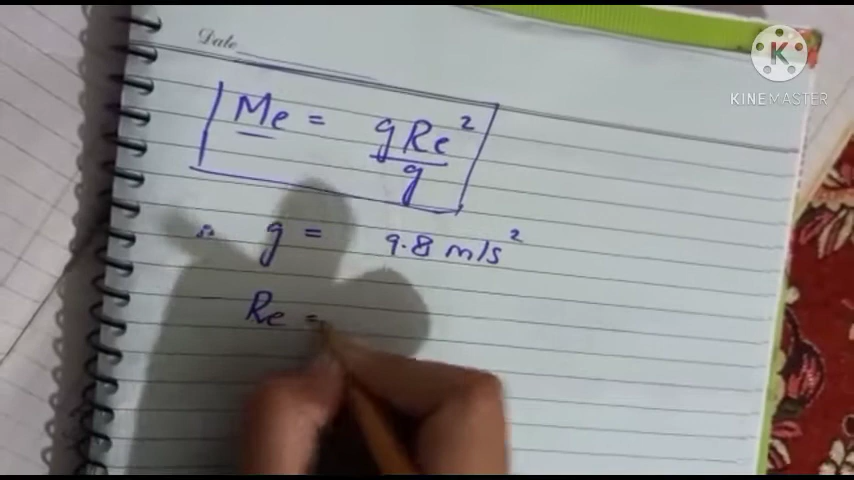 Date
KINEMASTER
Me = gRe²/g
∴ g = 9.8 m/s²
Re =